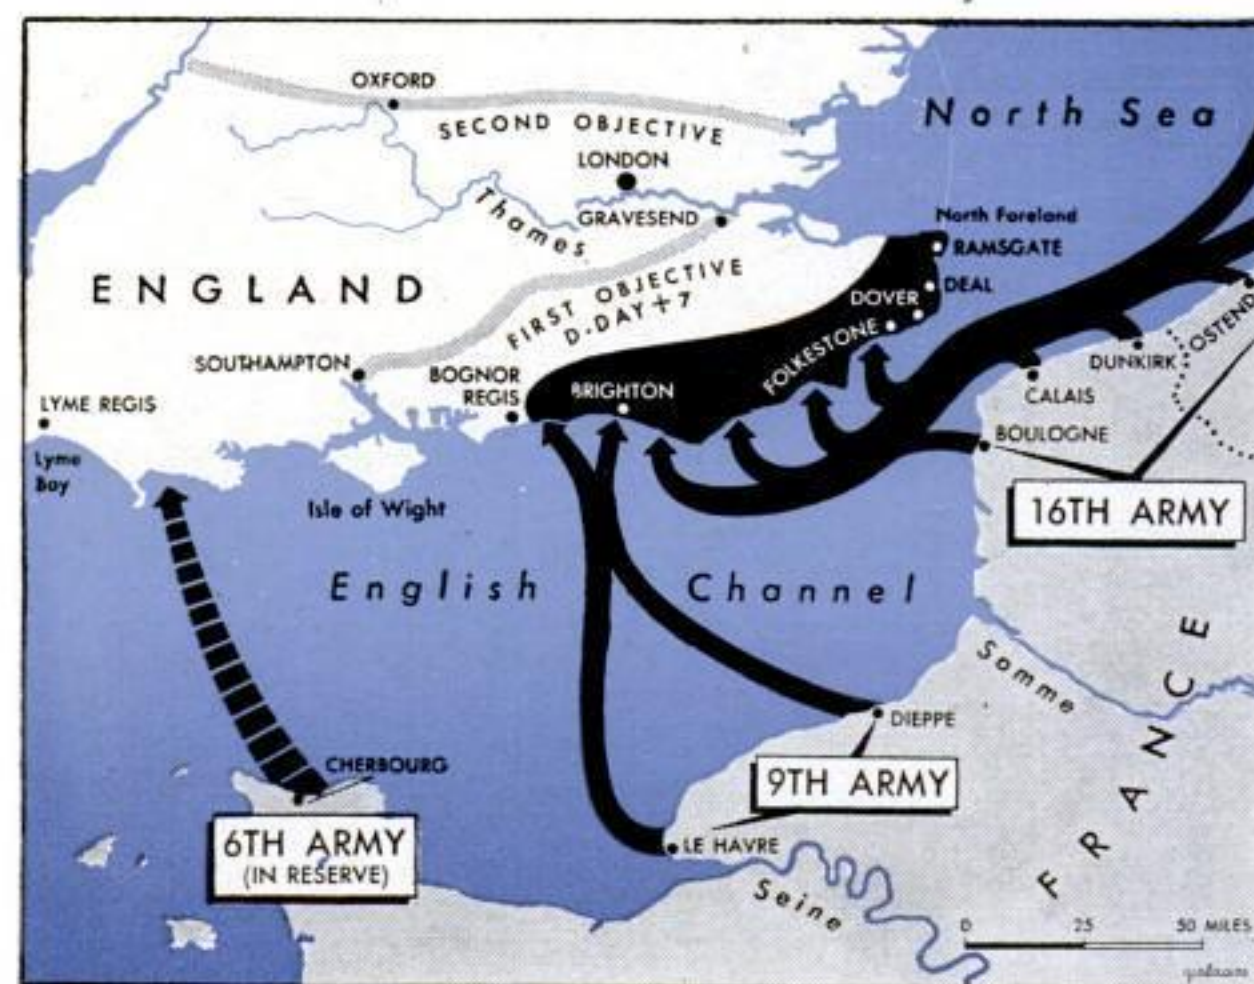 OXFORD
North Sea
SECOND OBJECTIVE
LONDON
Thames
GRAVESEND
North Foreland
RAMSGATE
ENGLAND
FIRST OBJECTIVE
D-DAY+7
DEAL
DOVER
FOLKESTONE
OSTEND
SOUTHAMPTON
BOGNOR
REGIS
BRIGHTON
DUNKIRK
CALAIS
LYME REGIS
BOULOGNE
Lyme
Bay
Isle of Wight
16TH ARMY
English Channel
Somme
FRANCE
DIEPPE
CHERBOURG
9TH ARMY
6TH ARMY
(IN RESERVE)
LE HAVRE
Seine
0 25 50 MILES